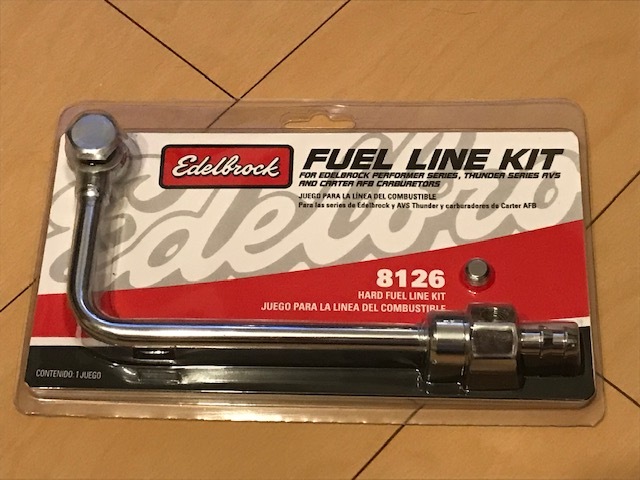 Edelbrock
FUEL LINE KIT
FOR EDELBROCK PERFORMER SERIES, THUNDER SERIES AVS
AND CARTER AFB CARBURETORS
JUEGO PARA LA LÍNEA DEL COMBUSTIBLE
Para las series de Edelbrock y AVS Thunder y carburadores de Carter AFB
Edelbro
8126
HARD FUEL LINE KIT
JUEGO PARA LA LINEA DEL COMBUSTIBLE
CONTENIDO: 1 JUEGO